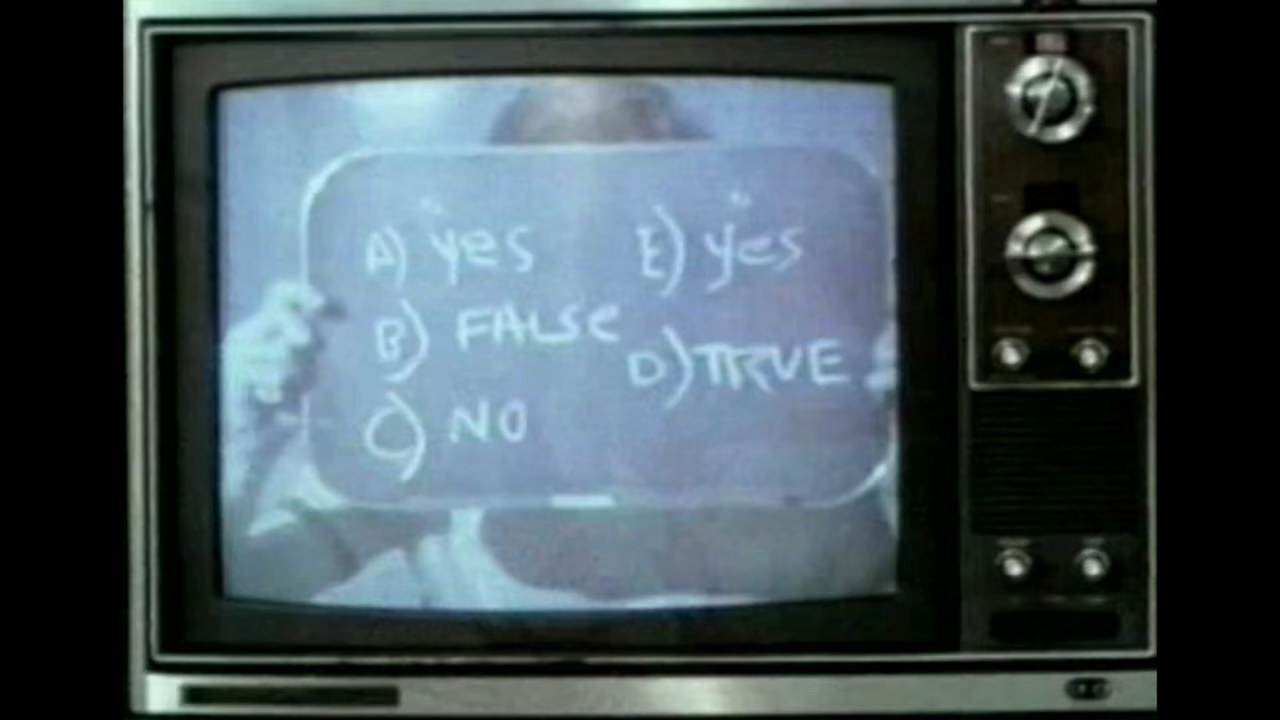 A) yes
B) FALSe
C) NO
E) yes
D) TRUE